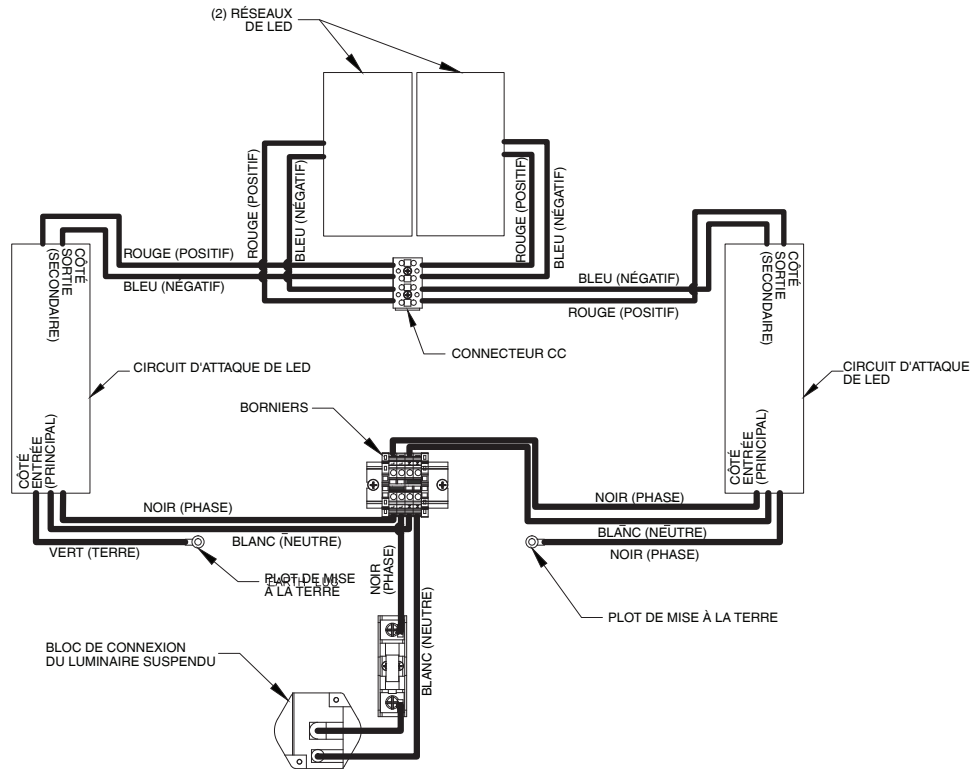 (2) RÉSEAUX
DE LED
ROUGE (POSITIF)
BLEU (NÉGATIF)
ROUGE (POSITIF)
BLEU (NÉGATIF)
CÔTÉ
SORTIE
(SECONDAIRE)
ROUGE (POSITIF)
BLEU (NÉGATIF)
BLEU (NÉGATIF)
ROUGE (POSITIF)
CÔTÉ
SORTIE
(SECONDAIRE)
CONNECTEUR CC
CIRCUIT D'ATTAQUE DE LED
CIRCUIT D'ATTAQUE
DE LED
BORNIERS
CÔTÉ
ENTRÉE
(PRINCIPAL)
CÔTÉ
ENTRÉE
(PRINCIPAL)
NOIR (PHASE)
BLANC (NEUTRE)
VERT (TERRE)
NOIR (PHASE)
BLANC (NEUTRE)
NOIR (PHASE)
PLOT DE MISE
À LA TERRE
EARTH LUG
NOIR
(PHASE)
BLANC (NEUTRE)
PLOT DE MISE À LA TERRE
BLOC DE CONNEXION
DU LUMINAIRE SUSPENDU